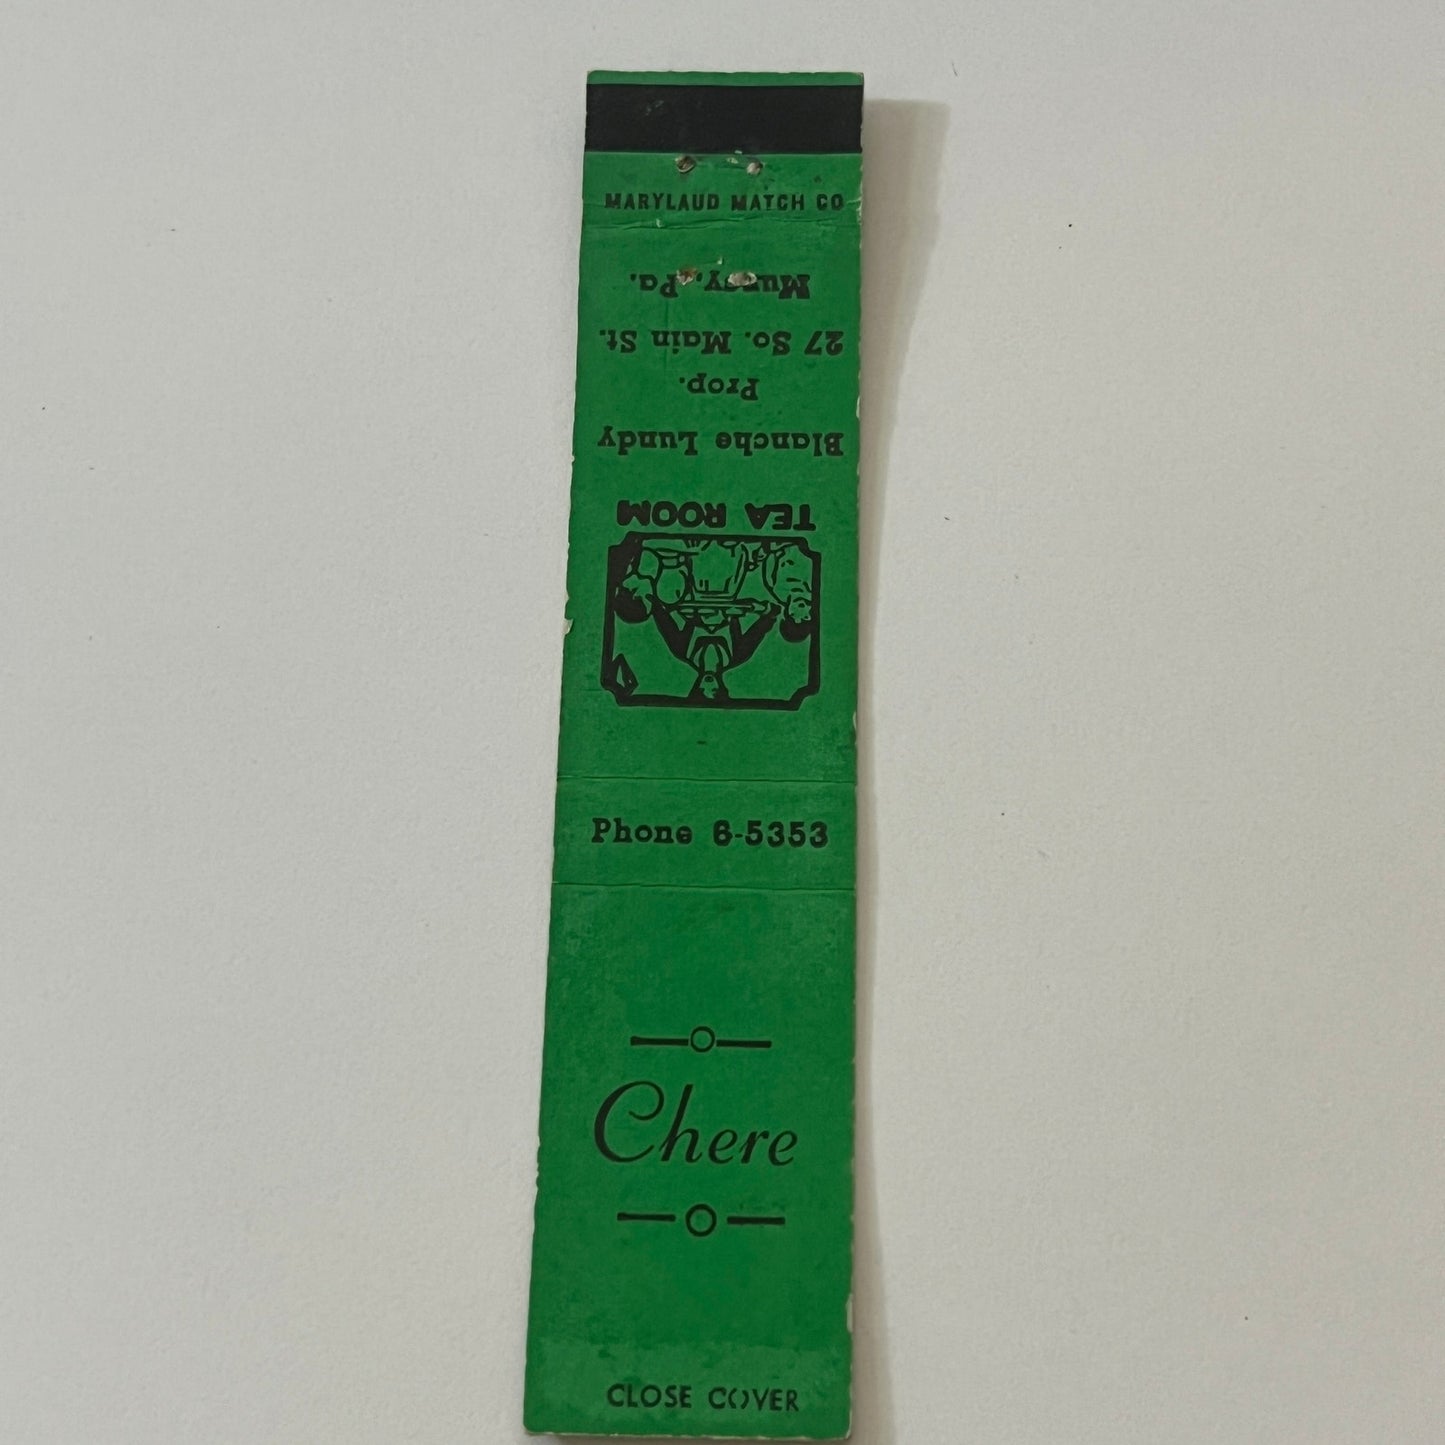 MARYLAUD MATCH CO
TEA ROOM
Blanche Lundy
Prop.
27 So. Main St.
Muncy, Pa.
Phone 6-5353
Chere
CLOSE COVER